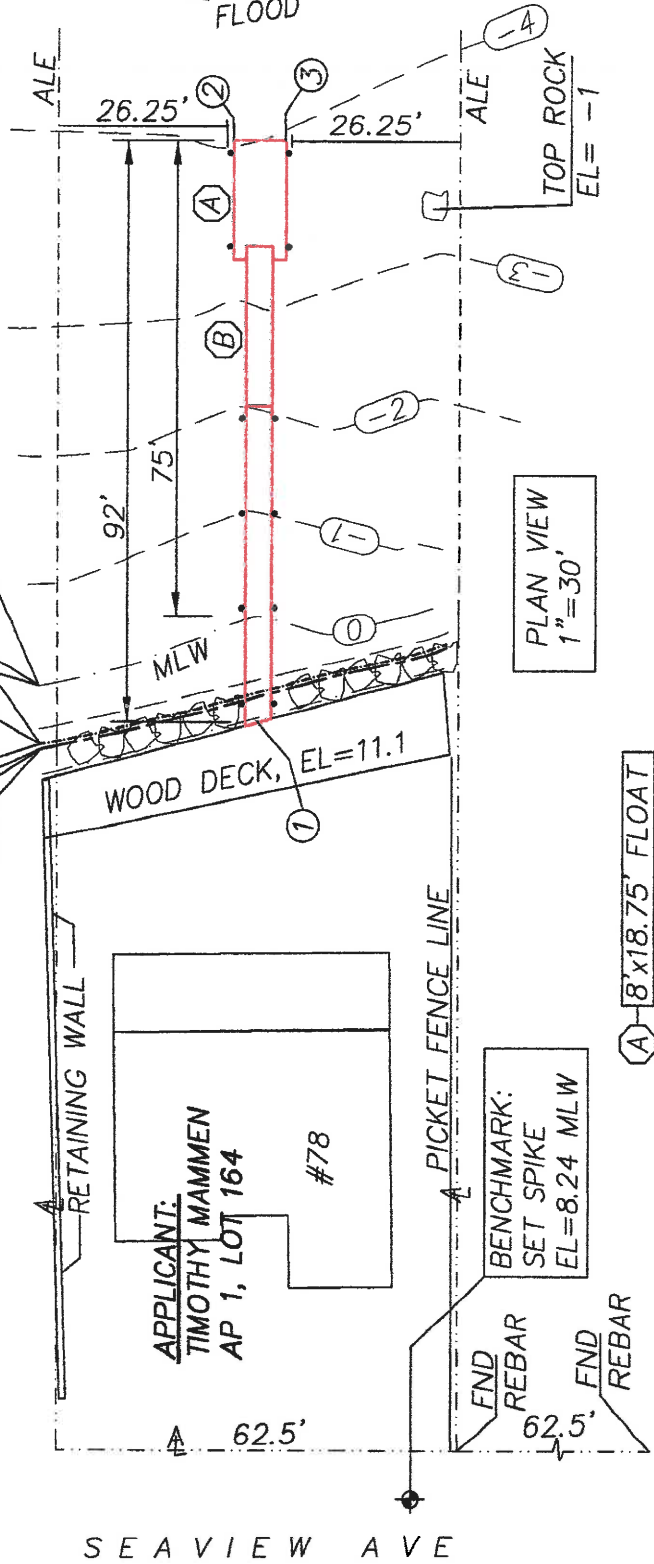 FLOOD
ALE
26.25'
2
3
26.25'
-4
ALE
TOP ROCK
EL= -1
A
-3
B
-2
92'
75'
-1
PLAN VIEW
1"=30'
MLW
0
WOOD DECK, EL=11.1
1
A
8'x18.75' FLOAT
RETAINING WALL
PICKET FENCE LINE
APPLICANT:
TIMOTHY MAMMEN
AP 1, LOT 164
#78
BENCHMARK:
SET SPIKE
EL=8.24 MLW
FND
REBAR
FND
REBAR
62.5'
62.5'
SEAVIEW AVE